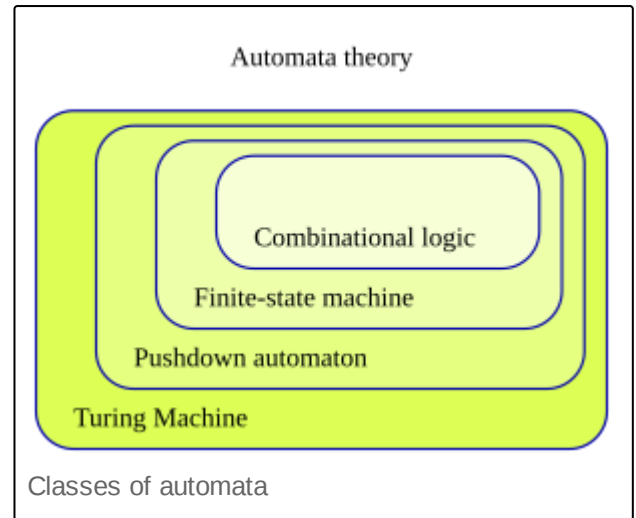 Automata theory
Combinational logic
Finite-state machine
Pushdown automaton
Turing Machine
Classes of automata